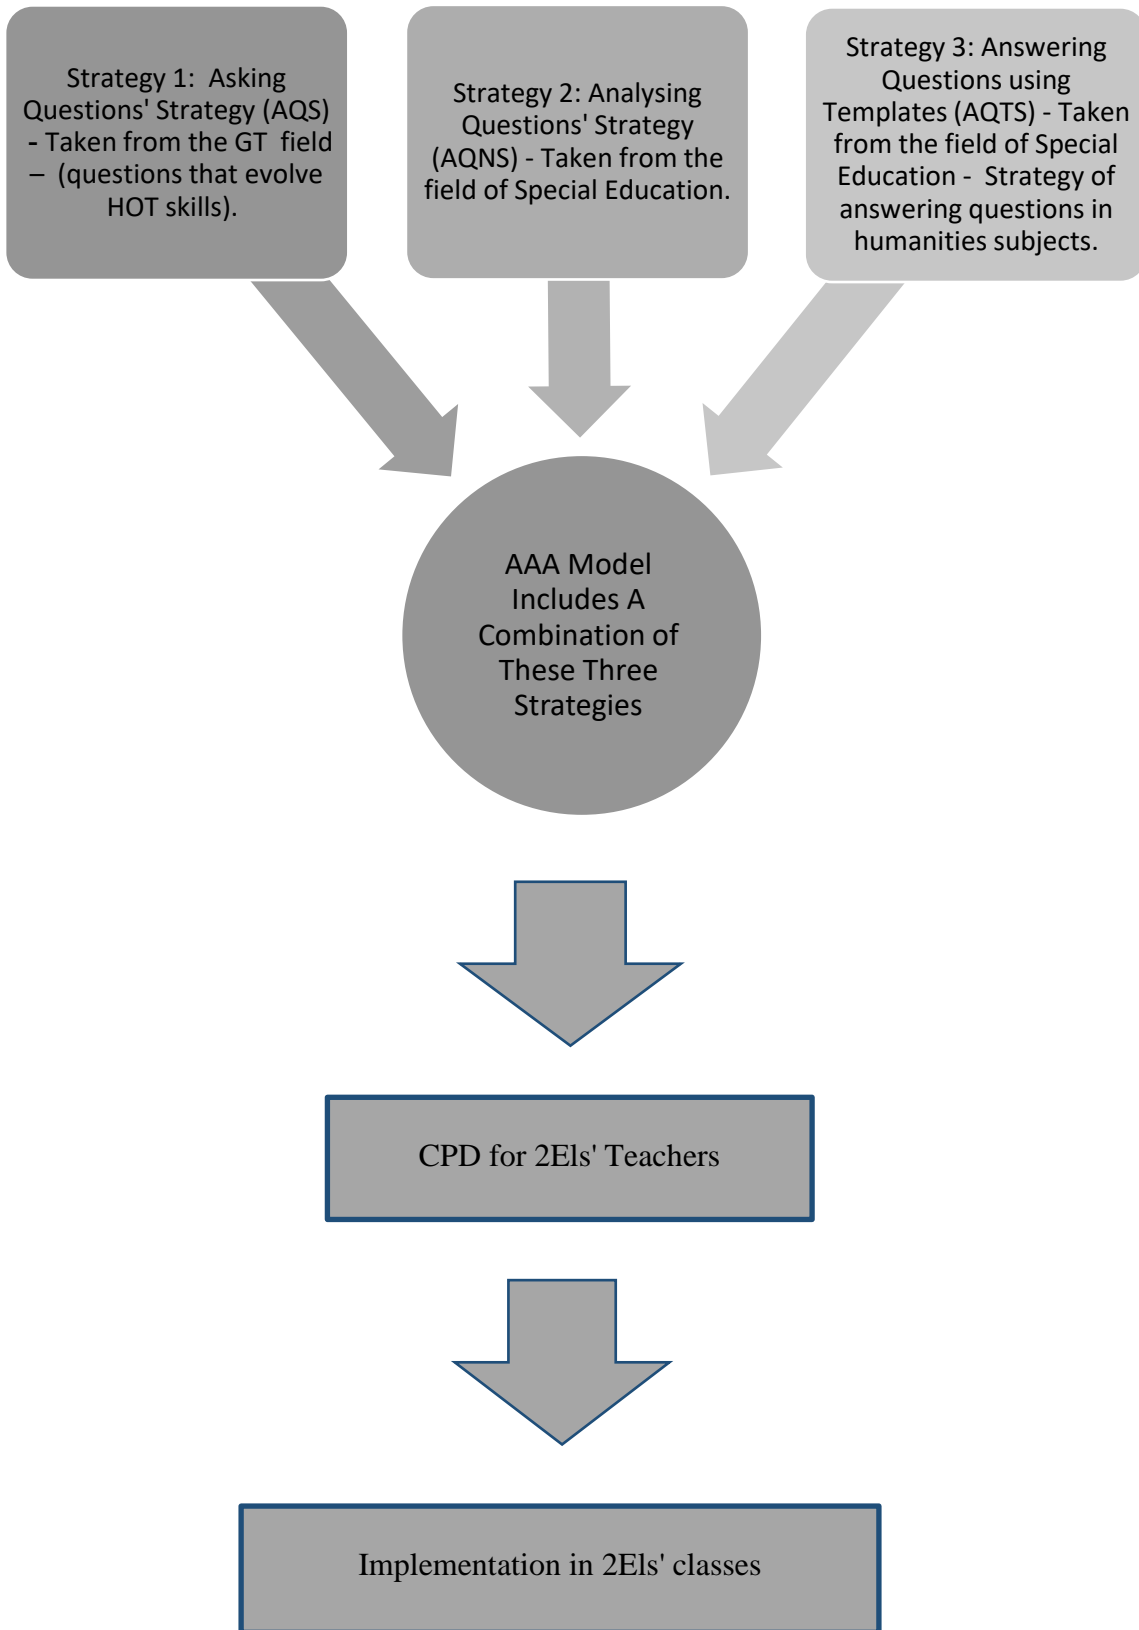 Strategy 1:  Asking
Questions' Strategy (AQS)
- Taken from the GT  field
–  (questions that evolve
HOT skills).
Strategy 2: Analysing
Questions' Strategy
(AQNS) - Taken from the
field of Special Education.
Strategy 3: Answering
Questions using
Templates (AQTS) - Taken
from the field of Special
Education -  Strategy of
answering questions in
humanities subjects.
AAA Model
Includes A
Combination of
These Three
Strategies
CPD for 2Els' Teachers
Implementation in 2Els' classes